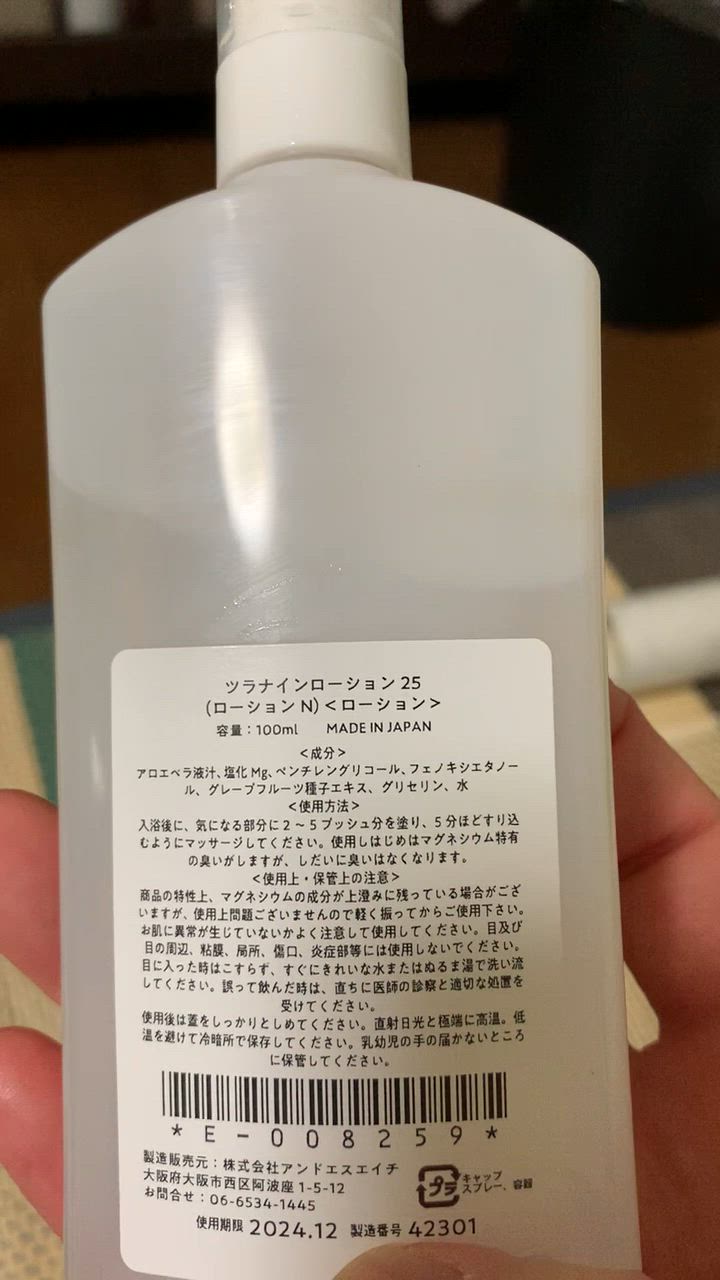 ツラナインローション 25
(ローション N) <ローション>
容量：100ml MADE IN JAPAN
<成分>
アロエベラ液汁、塩化 Mg、ペンチレングリコール、フェノキシエタノー
ル、グレープフルーツ種子エキス、グリセリン、水
<使用方法>
入浴後に、気になる部分に 2 ～ 5 プッシュ分を塗り、5 分ほどすり込
むようにマッサージしてください。使用しはじめはマグネシウム特有
の臭いがしますが、しだいに臭いはなくなります。
<使用上・保管上の注意>
商品の特性上、マグネシウムの成分が上澄みに残っている場合がござ
いますが、使用上問題ございませんので軽く振ってからご使用下さい。
お肌に異常が生じていないかよく注意して使用してください。目及び
目の周辺、粘膜、局所、傷口、炎症部等には使用しないでください。
目に入った時はこすらず、すぐにきれいな水またはぬるま湯で洗い流
してください。誤って飲んだ時は、直ちに医師の診察と適切な処置を
受けてください。
使用後は蓋をしっかりとしめてください。直射日光と極端に高温。低
温を避けて冷暗所で保存してください。乳幼児の手の届かないところ
に保管してください。
*E-008259*
製造販売元：株式会社アンドエスエイチ
大阪府大阪市西区阿波座 1-5-12
お問合せ：06-6534-1445
プラ
キャップ
スプレー、容器
使用期限 2024.12 製造番号 42301